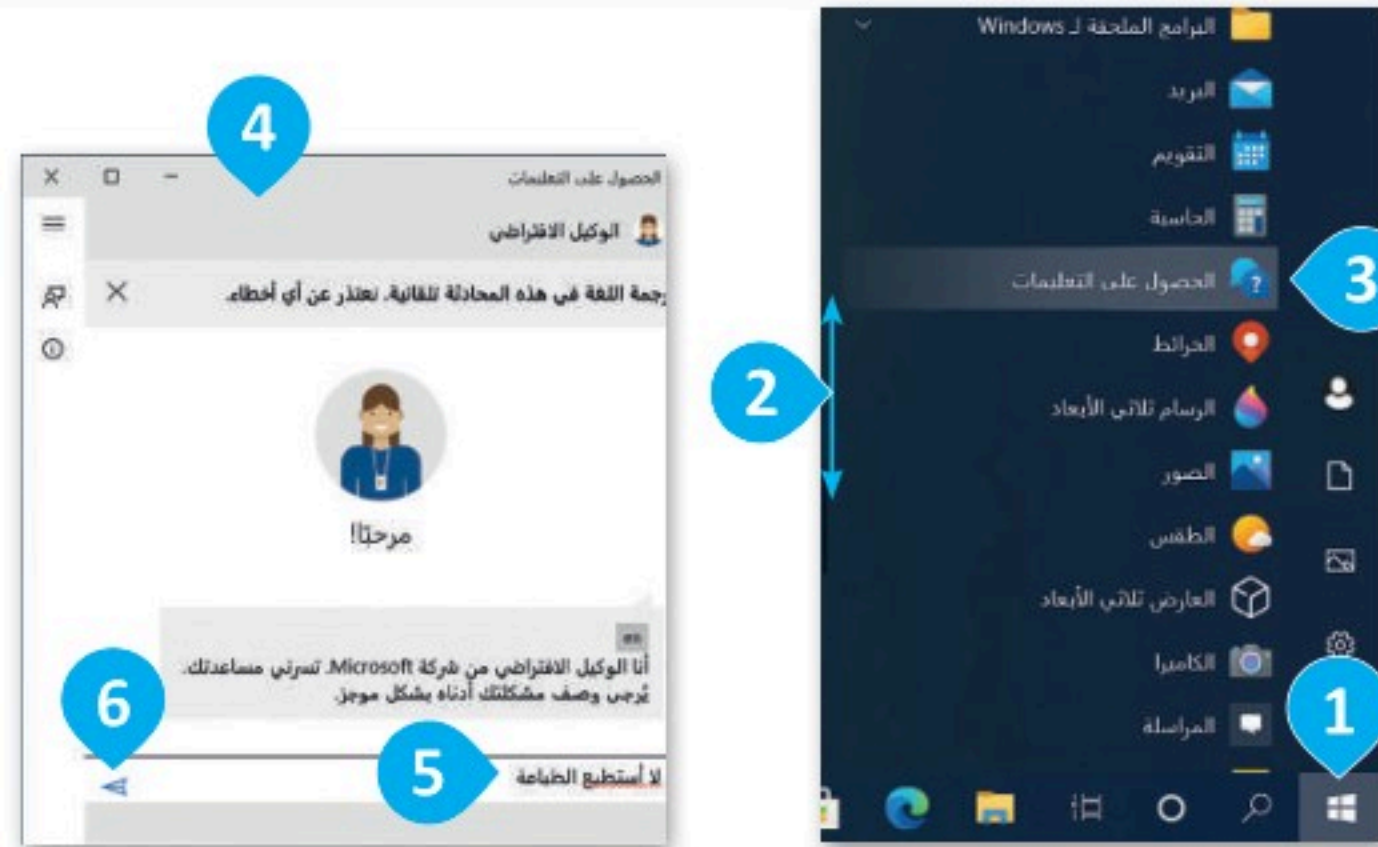 البرامج الملحقة لـ Windows
البريد
التقويم
الحاسبة
الحصول على التعليمات
3
الخرائط
2
الرسام ثلاثي الأبعاد
الصور
الطقس
العارض ثلاثي الأبعاد
الكاميرا
1
المراسلة
4
الحصول على التعليمات
الوكيل الافتراضي
رجمة اللغة في هذه المحادثة تلقائية. نعتذر عن أي أخطاء.
مرحبًا!
en
أنا الوكيل الافتراضي من شركة Microsoft. تسرني مساعدتك.
يُرجى وصف مشكلتك أدناه بشكل موجز.
6
5
لا أستطيع الطباعة